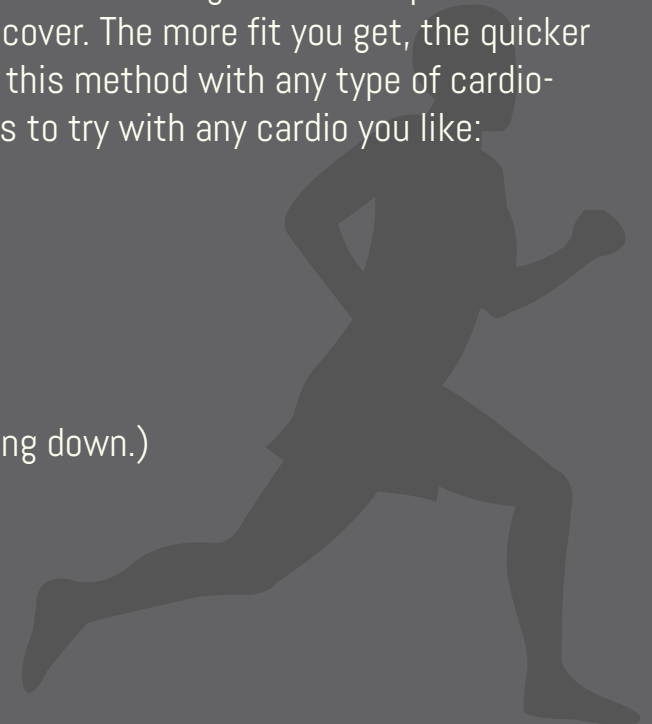 cover. The more fit you get, the quicker
this method with any type of cardio-
s to try with any cardio you like:
ng down.)